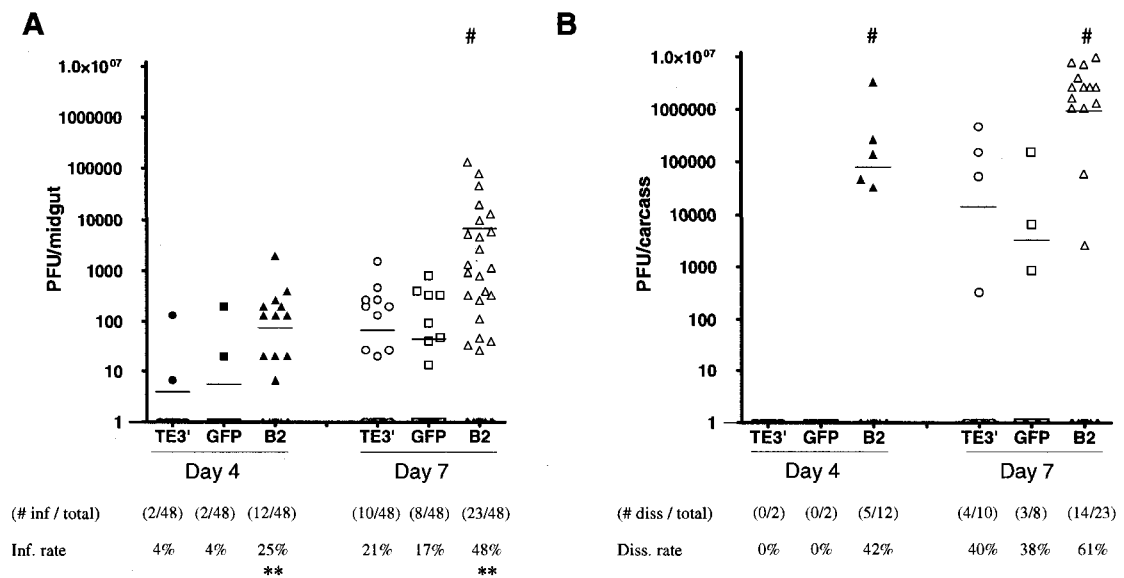 A
#
1.0×10⁰⁷
1000000
100000
10000
1000
100
10
1
PFU/midgut
TE3' GFP B2 TE3' GFP B2
Day 4 Day 7
(# inf / total) (2/48) (2/48) (12/48) (10/48) (8/48) (23/48)
Inf. rate 4% 4% 25% 21% 17% 48%
** **
B
# #
1.0×10⁰⁷
1000000
100000
10000
1000
100
10
1
PFU/carcass
TE3' GFP B2 TE3' GFP B2
Day 4 Day 7
(# diss / total) (0/2) (0/2) (5/12) (4/10) (3/8) (14/23)
Diss. rate 0% 0% 42% 40% 38% 61%